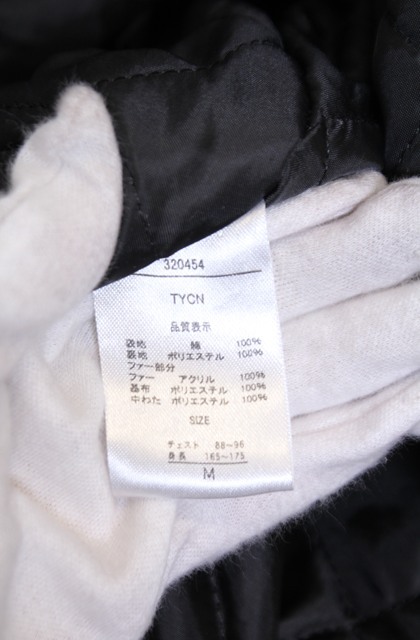 320454
TYCN
品質表示
表地 綿 100%
裏地 ポリエステル 100%
ファー部分
ファー アクリル 100%
基布 ポリエステル 100%
中わた ポリエステル 100%
SIZE
チェスト 88~96
身長 165~175
M